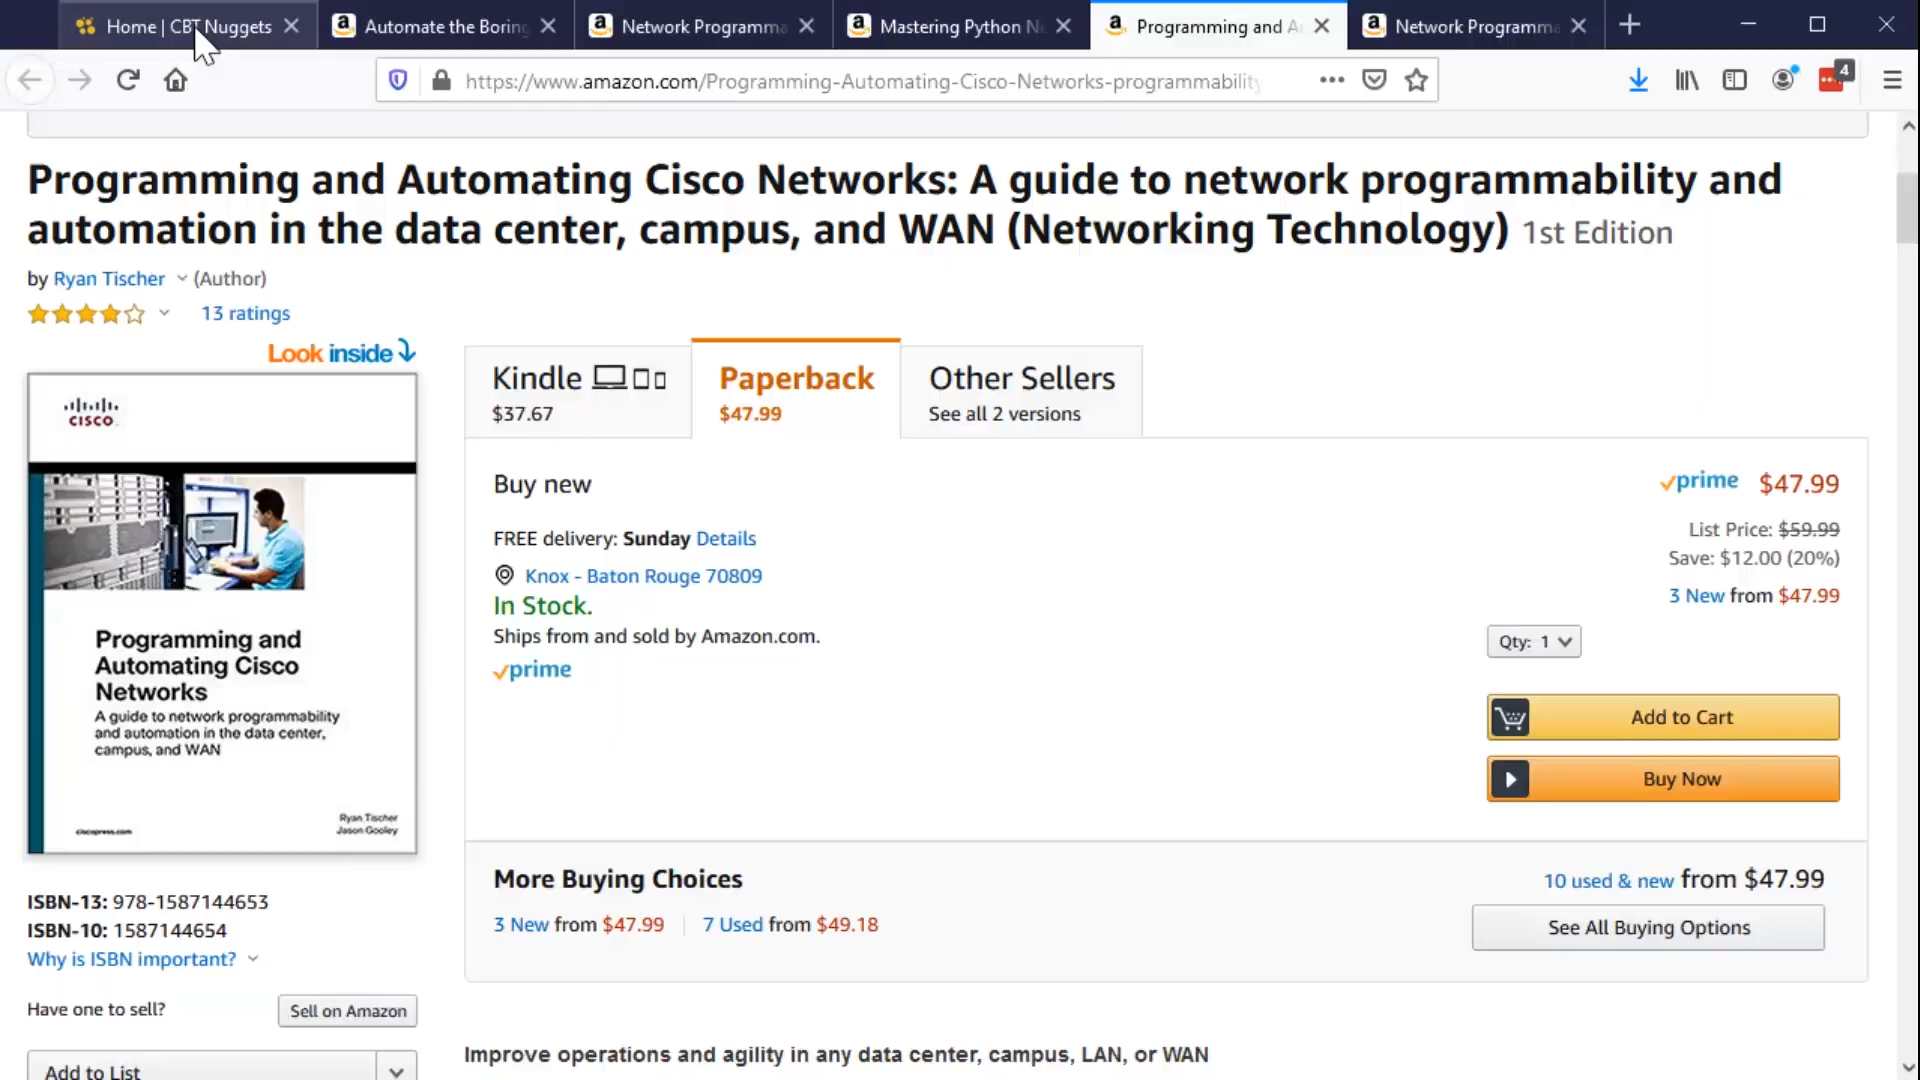 Home | CBT Nuggets
Automate the Boring
Network Programma
Mastering Python Ne
Programming and A
Network Programme
https://www.amazon.com/Programming-Automating-Cisco-Networks-programmability
4
Programming and Automating Cisco Networks: A guide to network programmability and
automation in the data center, campus, and WAN (Networking Technology) 1st Edition
by Ryan Tischer (Author)
13 ratings
Look inside
CISCO
Programming and
Automating Cisco
Networks
A guide to network programmability
and automation in the data center,
campus, and WAN
ciscopress.com
Ryan Tischer
Jason Gooley
Kindle
$37.67
Paperback
$47.99
Other Sellers
See all 2 versions
Buy new
prime $47.99
List Price: $59.99
Save: $12.00 (20%)
3 New from $47.99
FREE delivery: Sunday Details
Knox - Baton Rouge 70809
In Stock.
Ships from and sold by Amazon.com.
prime
Qty: 1
Add to Cart
Buy Now
More Buying Choices
3 New from $47.99 | 7 Used from $49.18
10 used & new from $47.99
See All Buying Options
ISBN-13: 978-1587144653
ISBN-10: 1587144654
Why is ISBN important?
Have one to sell?
Sell on Amazon
Add to List
Improve operations and agility in any data center, campus, LAN, or WAN